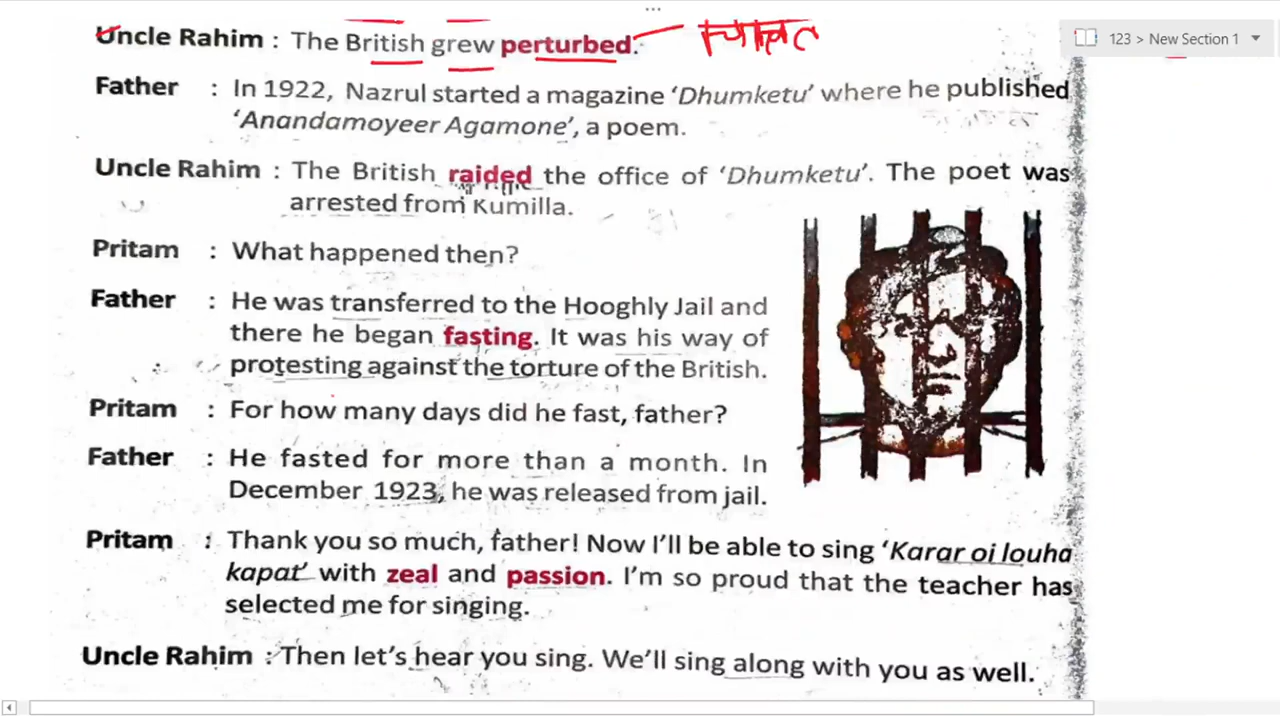 123 > New Section 1
Uncle Rahim : The British grew perturbed.
Father : In 1922, Nazrul started a magazine ‘Dhumketu’ where he published
‘Anandamoyeer Agamone’, a poem.
Uncle Rahim : The British raided the office of ‘Dhumketu’. The poet was
arrested from Kumilla.
Pritam : What happened then?
Father : He was transferred to the Hooghly Jail and
there he began fasting. It was his way of
protesting against the torture of the British.
Pritam : For how many days did he fast, father?
Father : He fasted for more than a month. In
December 1923, he was released from jail.
Pritam : Thank you so much, father! Now I’ll be able to sing ‘Karar oi louha
kapat’ with zeal and passion. I’m so proud that the teacher has
selected me for singing.
Uncle Rahim : Then let’s hear you sing. We’ll sing along with you as well.